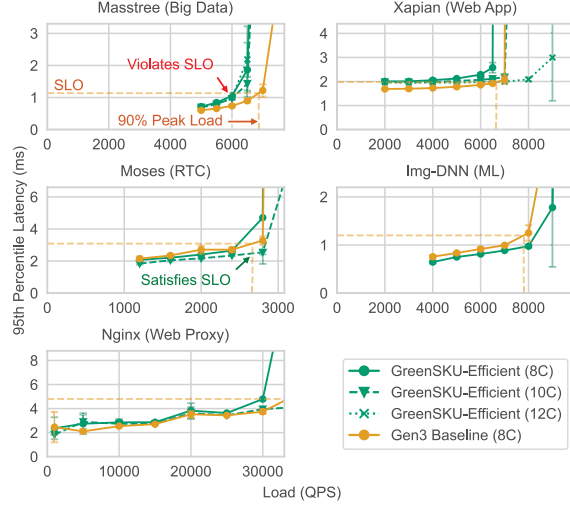 Masstree (Big Data)
3
2
1
0
0
2000
4000
6000
Violates SLO
SLO
90% Peak Load
Xapian (Web App)
4
3
2
1
0
0
2000
4000
6000
8000
95th Percentile Latency (ms)
Moses (RTC)
6
4
2
0
0
1000
2000
3000
Satisfies SLO
Img-DNN (ML)
2
1
0
0
2000
4000
6000
8000
Nginx (Web Proxy)
8
6
4
2
0
0
10000
20000
30000
Load (QPS)
GreenSKU-Efficient (8C)
GreenSKU-Efficient (10C)
GreenSKU-Efficient (12C)
Gen3 Baseline (8C)